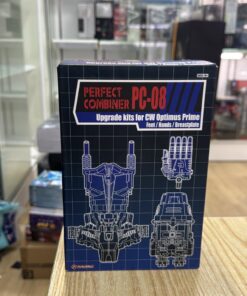 PERFECT
COMBINER PC-08
Upgrade kits for CW Optimus Prime
Feet / Hands / Breastplate